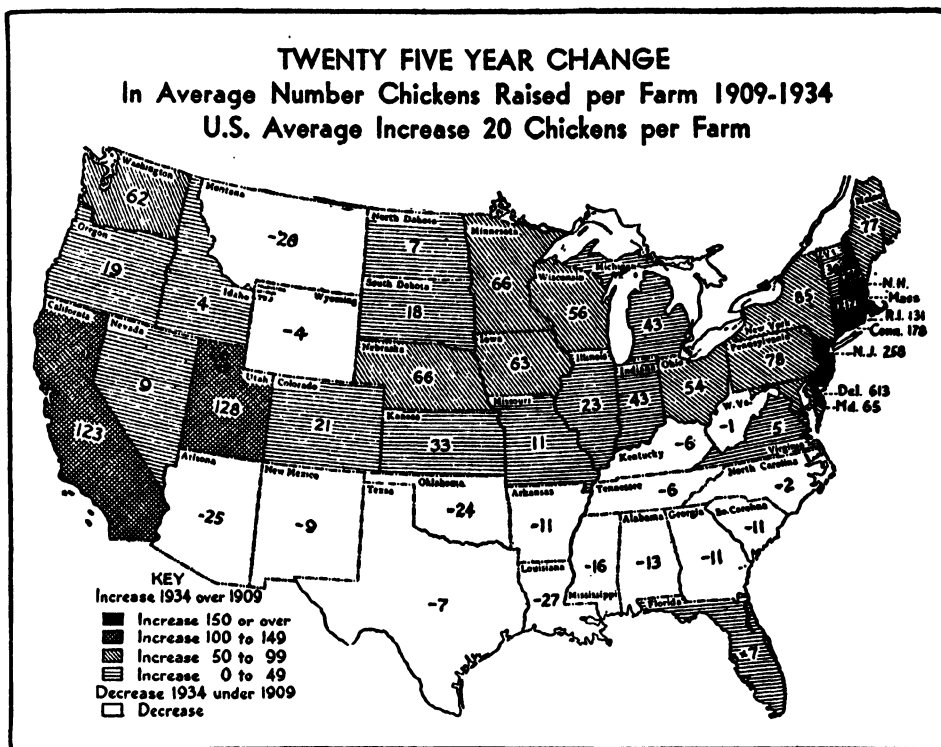 TWENTY FIVE YEAR CHANGE
In Average Number Chickens Raised per Farm 1909-1934
U.S. Average Increase 20 Chickens per Farm
Washington
62
Oregon
19
California
123
Nevada
9
Idaho
4
Montana
-28
Wyoming
-4
Utah
128
Colorado
21
Arizona
-25
New Mexico
-9
North Dakota
7
South Dakota
18
Nebraska
66
Kansas
33
Oklahoma
-24
Texas
-7
Minnesota
66
Iowa
63
Missouri
11
Arkansas
-11
Louisiana
-27
Wisconsin
56
Illinois
23
Michigan
43
Indiana
43
Ohio
54
Kentucky
-6
Tennessee
-6
Mississippi
-16
Alabama
-13
Georgia
-11
Florida
+7
So. Carolina
-11
North Carolina
-2
Virginia
5
W. Va.
-1
Pennsylvania
78
New York
85
Maine
77
Vt.
N.H.
Mass
R.I. 131
Conn. 178
N.J. 258
Del. 613
Md. 65
KEY
Increase 1934 over 1909
Increase 150 or over
Increase 100 to 149
Increase 50 to 99
Increase 0 to 49
Decrease 1934 under 1909
Decrease